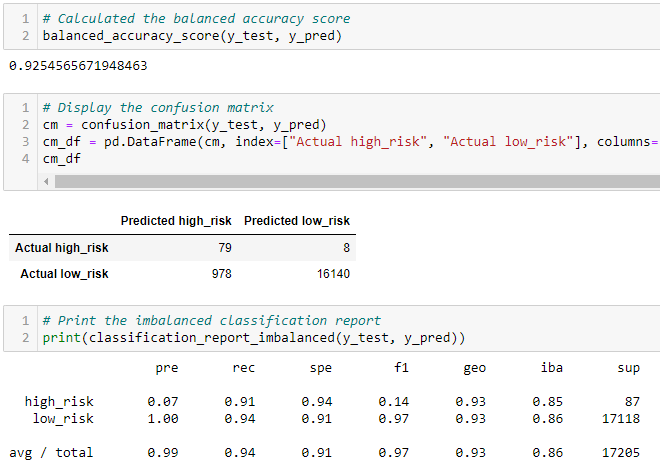 1 # Calculated the balanced accuracy score
2 balanced_accuracy_score(y_test, y_pred)
0.9254565671948463
1 # Display the confusion matrix
2 cm = confusion_matrix(y_test, y_pred)
3 cm_df = pd.DataFrame(cm, index=["Actual high_risk", "Actual low_risk"], columns=
4 cm_df
Predicted high_risk Predicted low_risk
Actual high_risk 79 8
Actual low_risk 978 16140
1 # Print the imbalanced classification report
2 print(classification_report_imbalanced(y_test, y_pred))
pre rec spe f1 geo iba sup
high_risk 0.07 0.91 0.94 0.14 0.93 0.85 87
low_risk 1.00 0.94 0.91 0.97 0.93 0.86 17118
avg / total 0.99 0.94 0.91 0.97 0.93 0.86 17205